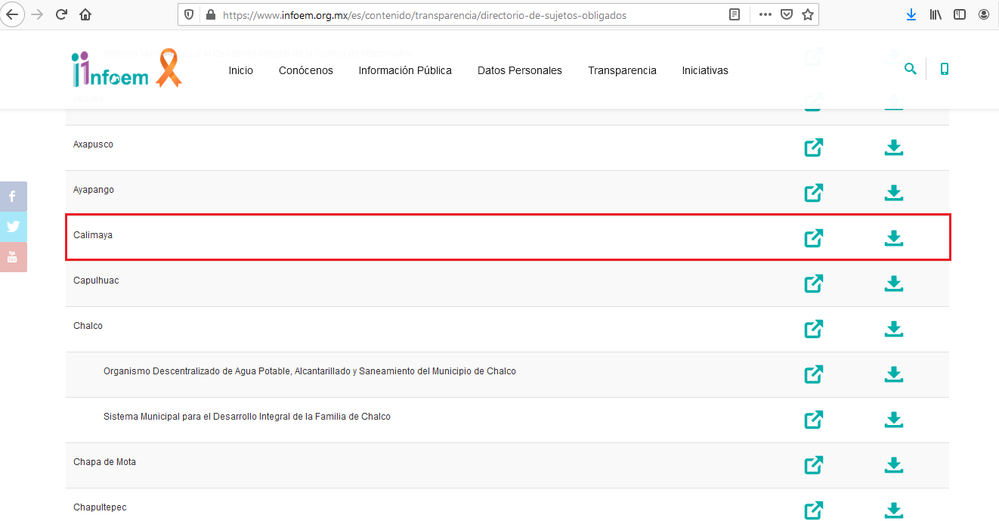 https://www.infoem.org.mx/es/contenido/transparencia/directorio-de-sujetos-obligados
infoem
Inicio
Conócenos
Información Pública
Datos Personales
Transparencia
Iniciativas
Axapusco
Ayapango
Calimaya
Capulhuac
Chalco
Organismo Descentralizado de Agua Potable, Alcantarillado y Saneamiento del Municipio de Chalco
Sistema Municipal para el Desarrollo Integral de la Familia de Chalco
Chapa de Mota
Chapultepec